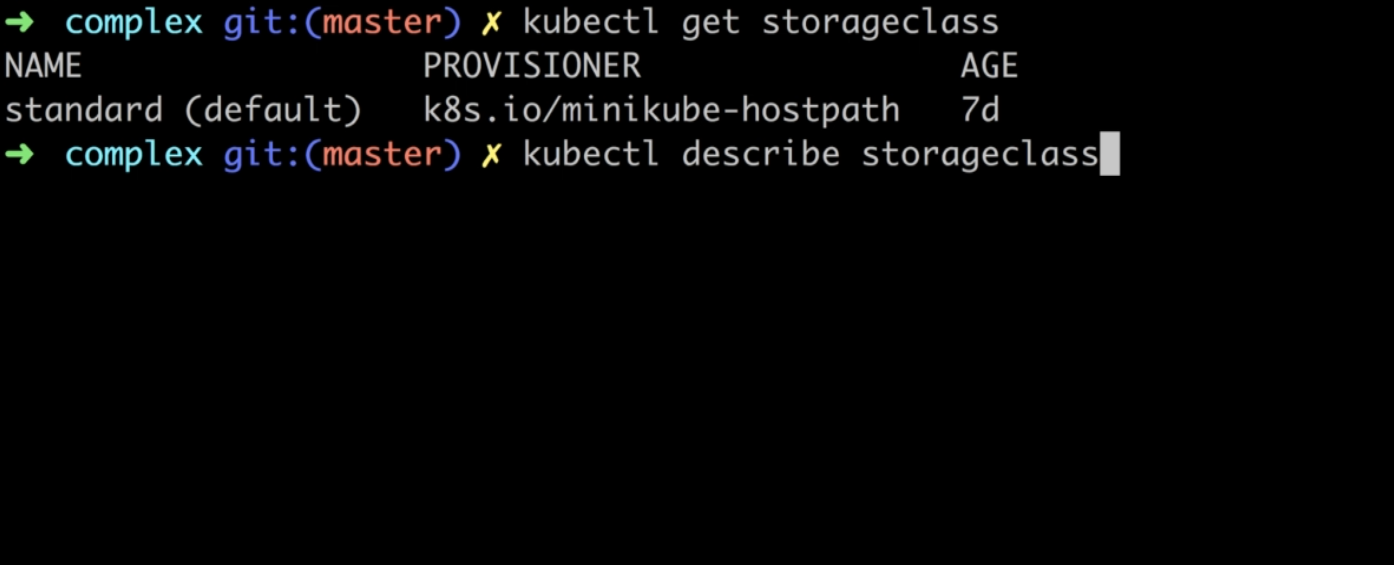 ➜  complex git:(master) ✗ kubectl get storageclass
NAME                 PROVISIONER                AGE
standard (default)   k8s.io/minikube-hostpath   7d
➜  complex git:(master) ✗ kubectl describe storageclass